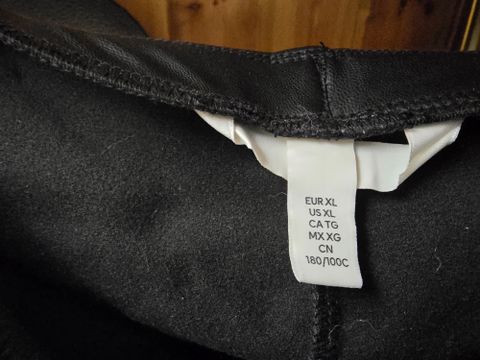 EUR XL
US XL
CA TG
MX XG
CN
180/100C